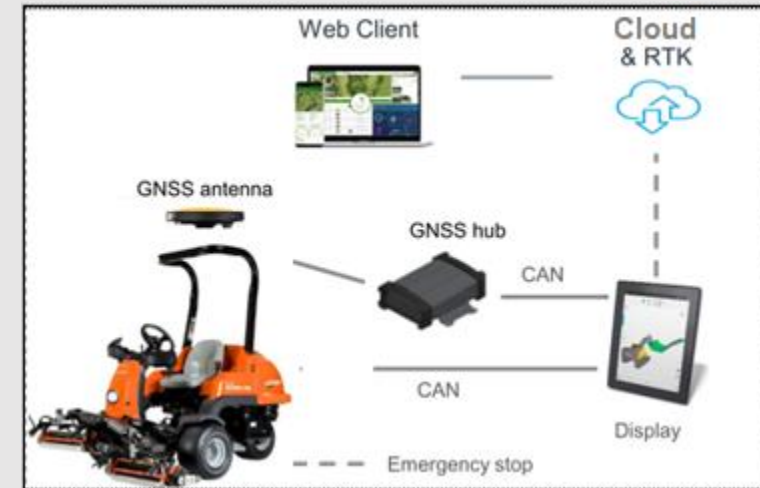 Web Client
Cloud
& RTK
GNSS antenna
GNSS hub
CAN
CAN
Display
Emergency stop